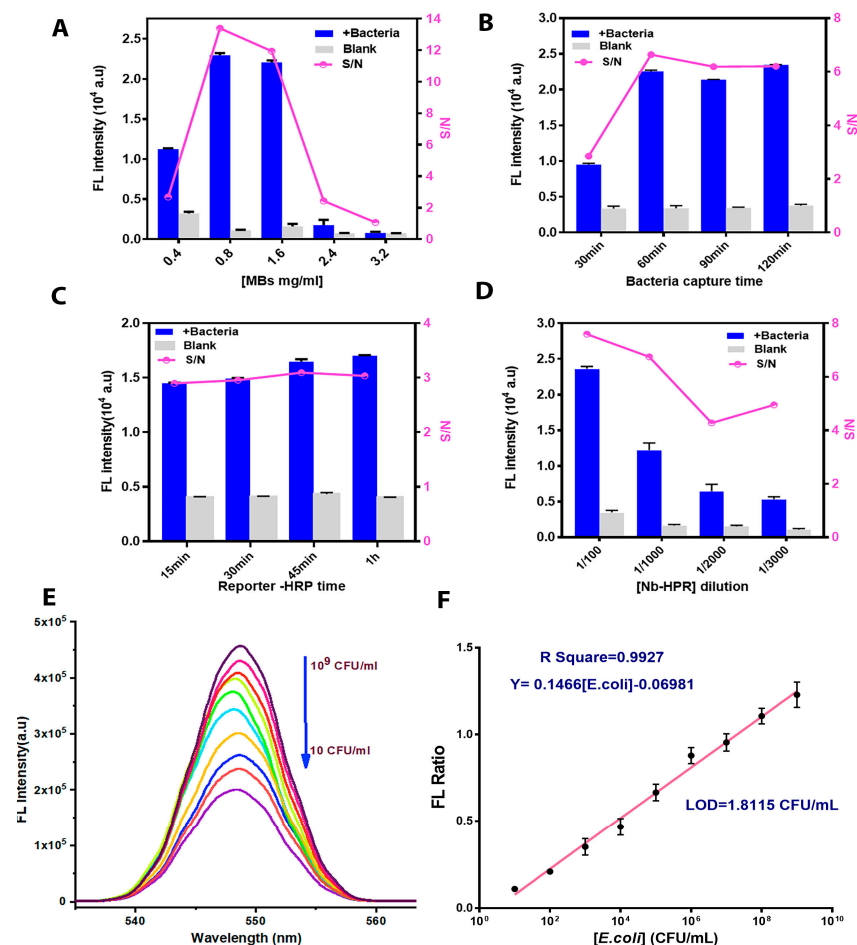 A
FL intensity (10⁴ a.u)
2.5
2.0
1.5
1.0
0.5
0.0
+Bacteria
Blank
S/N
14
12
10
8
6
4
2
0
S/N
0.4
0.8
1.6
2.4
3.2
[MBs mg/ml]
B
FL intensity (10⁴ a.u)
3.0
2.5
2.0
1.5
1.0
0.5
0.0
+Bacteria
Blank
S/N
8
6
4
2
0
S/N
30min
60min
90min
120min
Bacteria capture time
C
FL intensity(10⁴ a.u)
2.0
1.5
1.0
0.5
0.0
+Bacteria
Blank
S/N
4
3
2
1
0
S/N
15min
30min
45min
1h
Reporter -HRP time
D
FL intensity (10⁴ a.u)
3.0
2.5
2.0
1.5
1.0
0.5
0.0
+Bacteria
Blank
S/N
8
6
4
2
0
S/N
1/100
1/1000
1/2000
1/3000
[Nb-HPR] dilution
E
FL Intensity(a.u)
5x10⁵
4x10⁵
3x10⁵
2x10⁵
1x10⁵
0
10⁹ CFU/ml
10 CFU/ml
540
550
560
Wavelength (nm)
F
FL Ratio
1.5
1.0
0.5
0.0
R Square=0.9927
Y= 0.1466[E.coli]-0.06981
LOD=1.8115 CFU/mL
10⁰
10²
10⁴
10⁶
10⁸
10¹⁰
[E.coli] (CFU/mL)